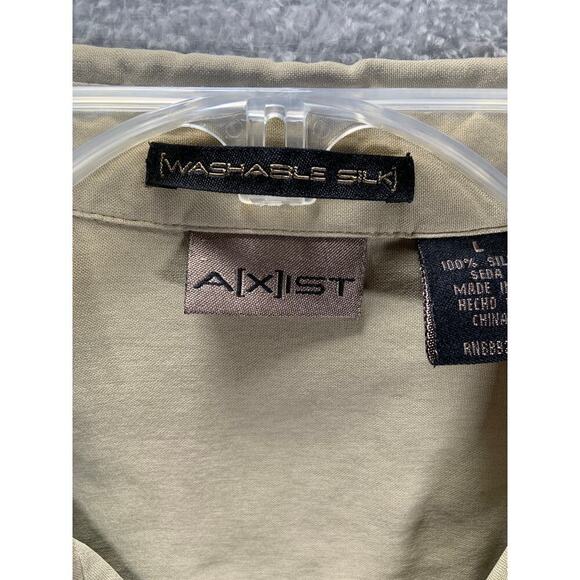 [WASHABLE SILK]
A[X]IST
L
100% SIL
SEDA
MADE IN
HECHO
CHINA